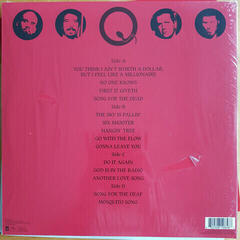 Side A
YOU THINK I AIN'T WORTH A DOLLAR,
BUT I FEEL LIKE A MILLIONAIRE
NO ONE KNOWS
FIRST IT GIVETH
SONG FOR THE DEAD
Side B
THE SKY IS FALLIN'
SIX SHOOTER
HANGIN' TREE
GO WITH THE FLOW
GONNA LEAVE YOU
Side C
DO IT AGAIN
GOD IS IN THE RADIO
ANOTHER LOVE SONG
Side D
SONG FOR THE DEAF
MOSQUITO SONG